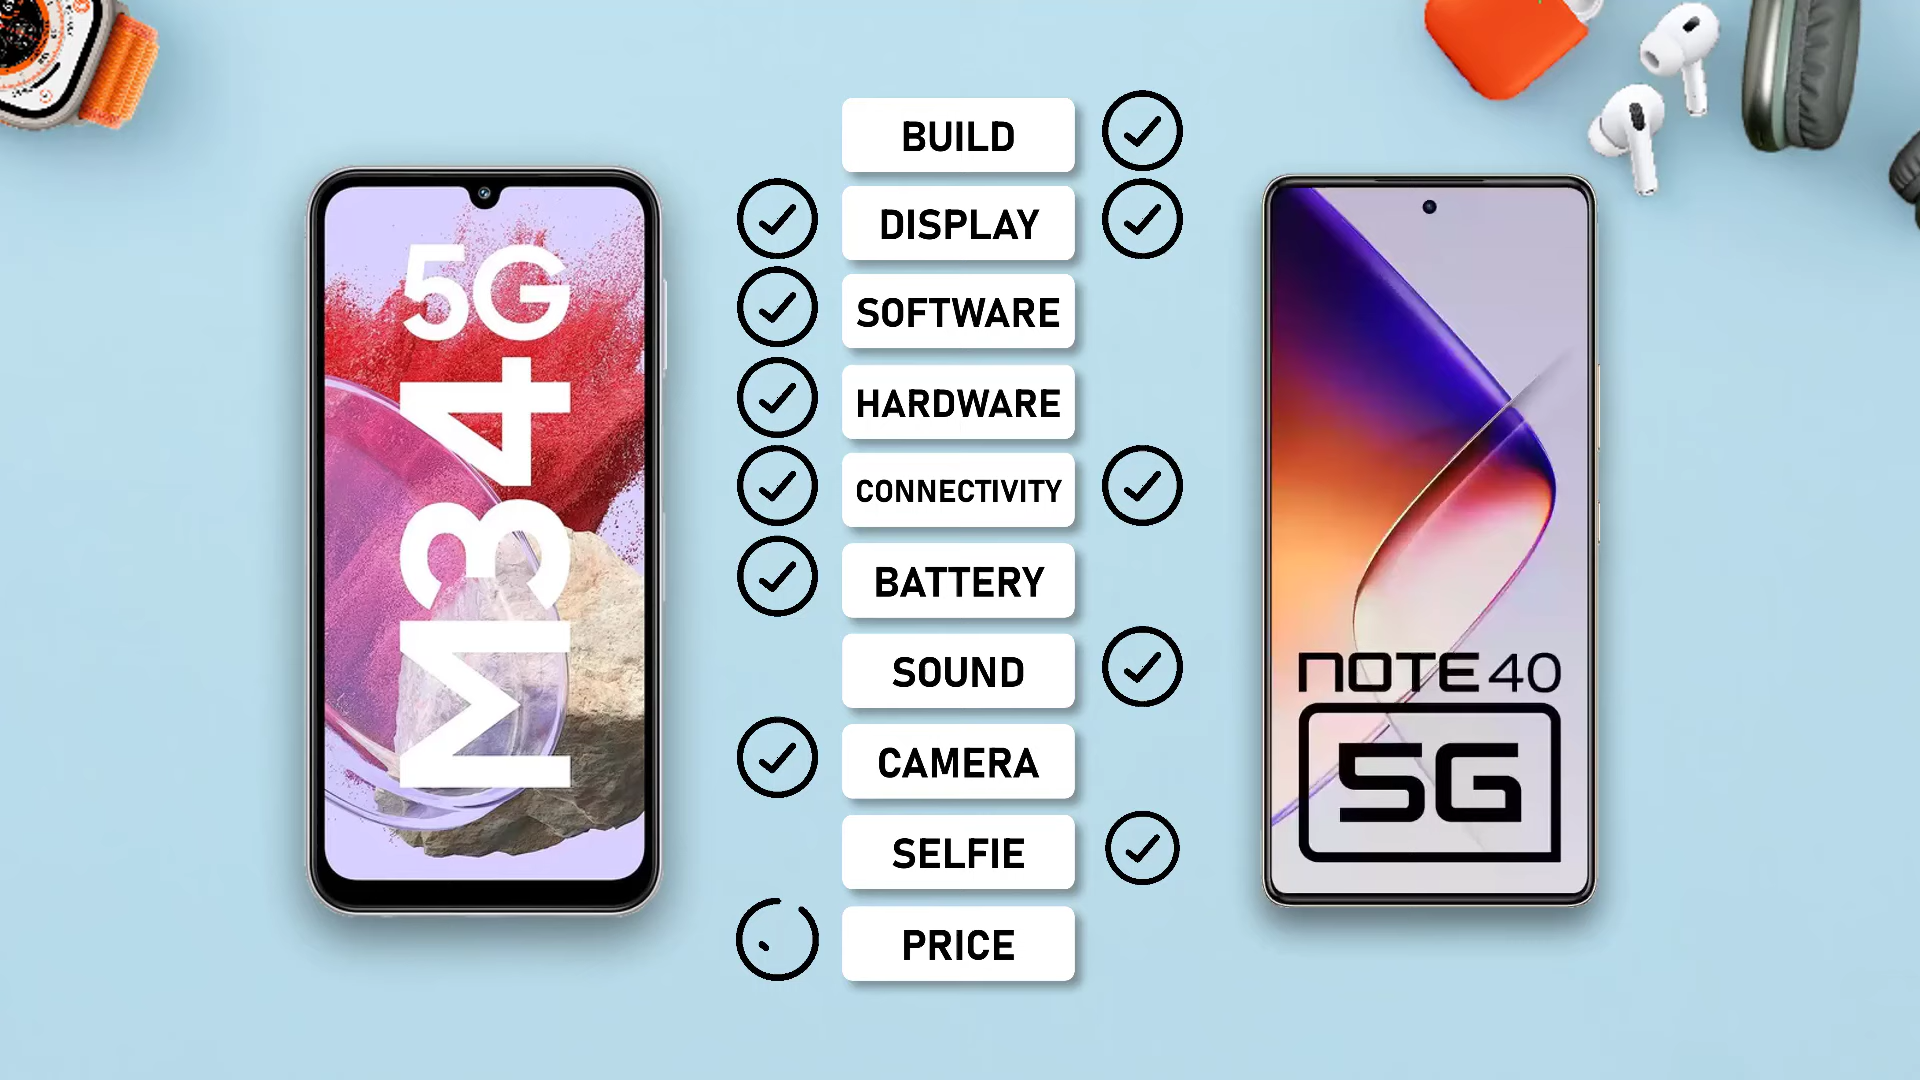 5G
M34
BUILD
DISPLAY
SOFTWARE
HARDWARE
CONNECTIVITY
BATTERY
SOUND
CAMERA
SELFIE
PRICE
NOTE 40
5G